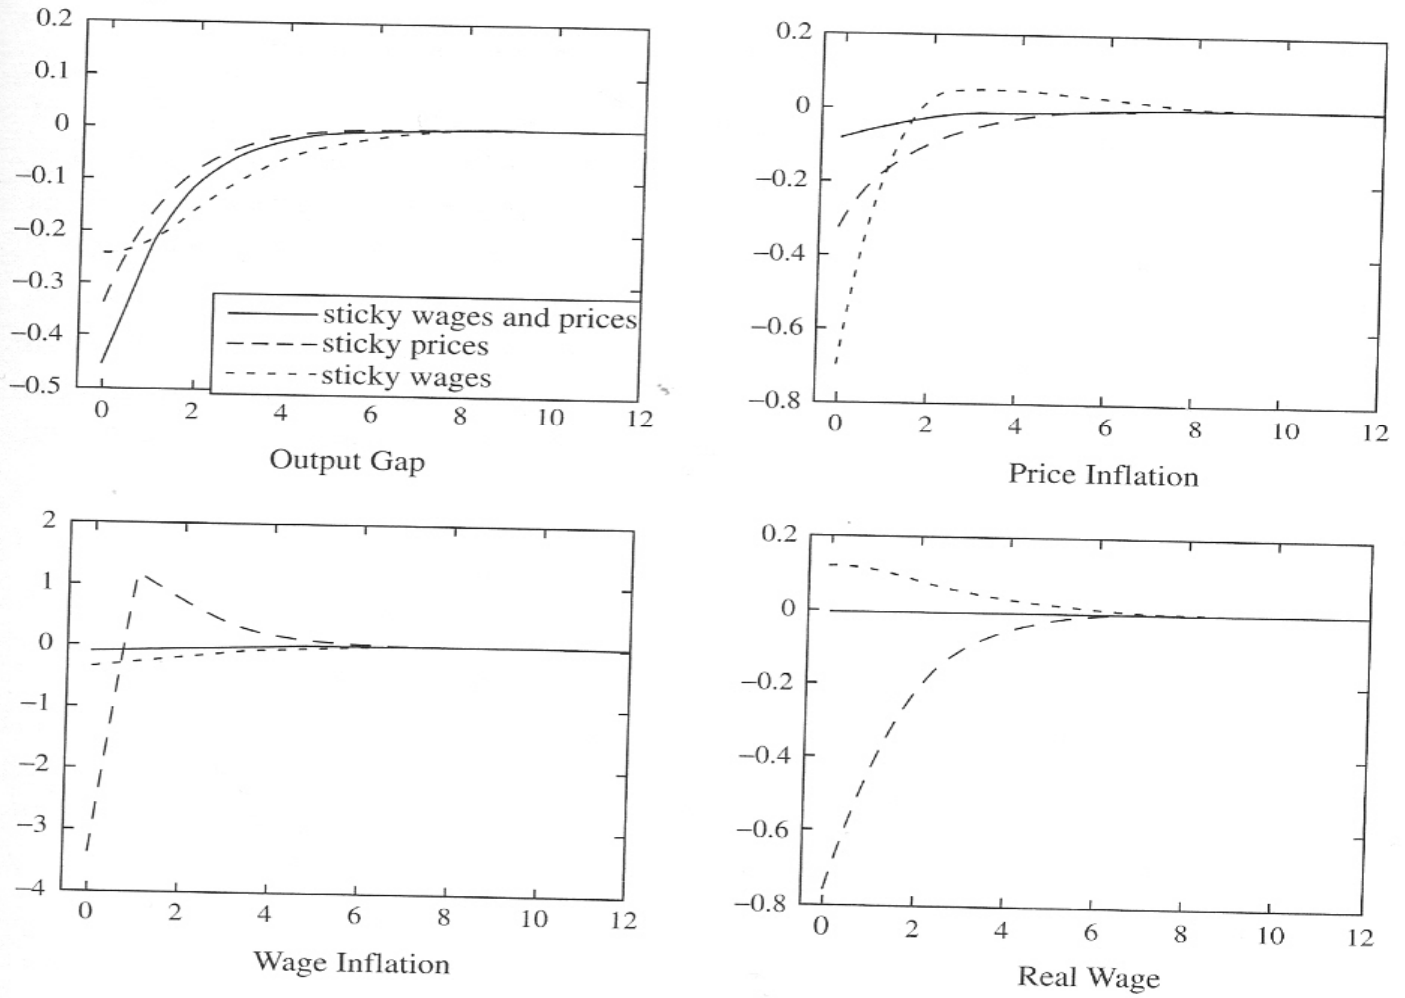 0.2
0.1
0
−0.1
−0.2
−0.3
−0.4
−0.5
sticky wages and prices
sticky prices
sticky wages
0 2 4 6 8 10 12
Output Gap
0.2
0
−0.2
−0.4
−0.6
−0.8
0 2 4 6 8 10 12
Price Inflation
2
1
0
−1
−2
−3
−4
0 2 4 6 8 10 12
Wage Inflation
0.2
0
−0.2
−0.4
−0.6
−0.8
0 2 4 6 8 10 12
Real Wage